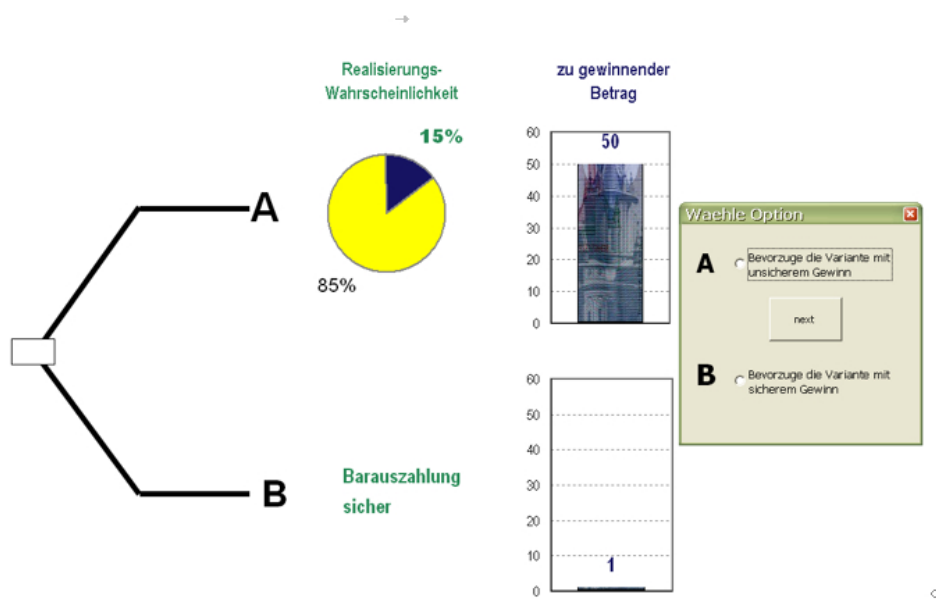 Realisierungs-
Wahrscheinlichkeit
zu gewinnender
Betrag
15%
85%
A
60
50
50
40
30
20
10
0
Waehle Option
A
Bevorzuge die Variante mit
unsicherem Gewinn
next
B
Bevorzuge die Variante mit
sicherem Gewinn
B
Barauszahlung
sicher
60
50
40
30
20
10
1
0